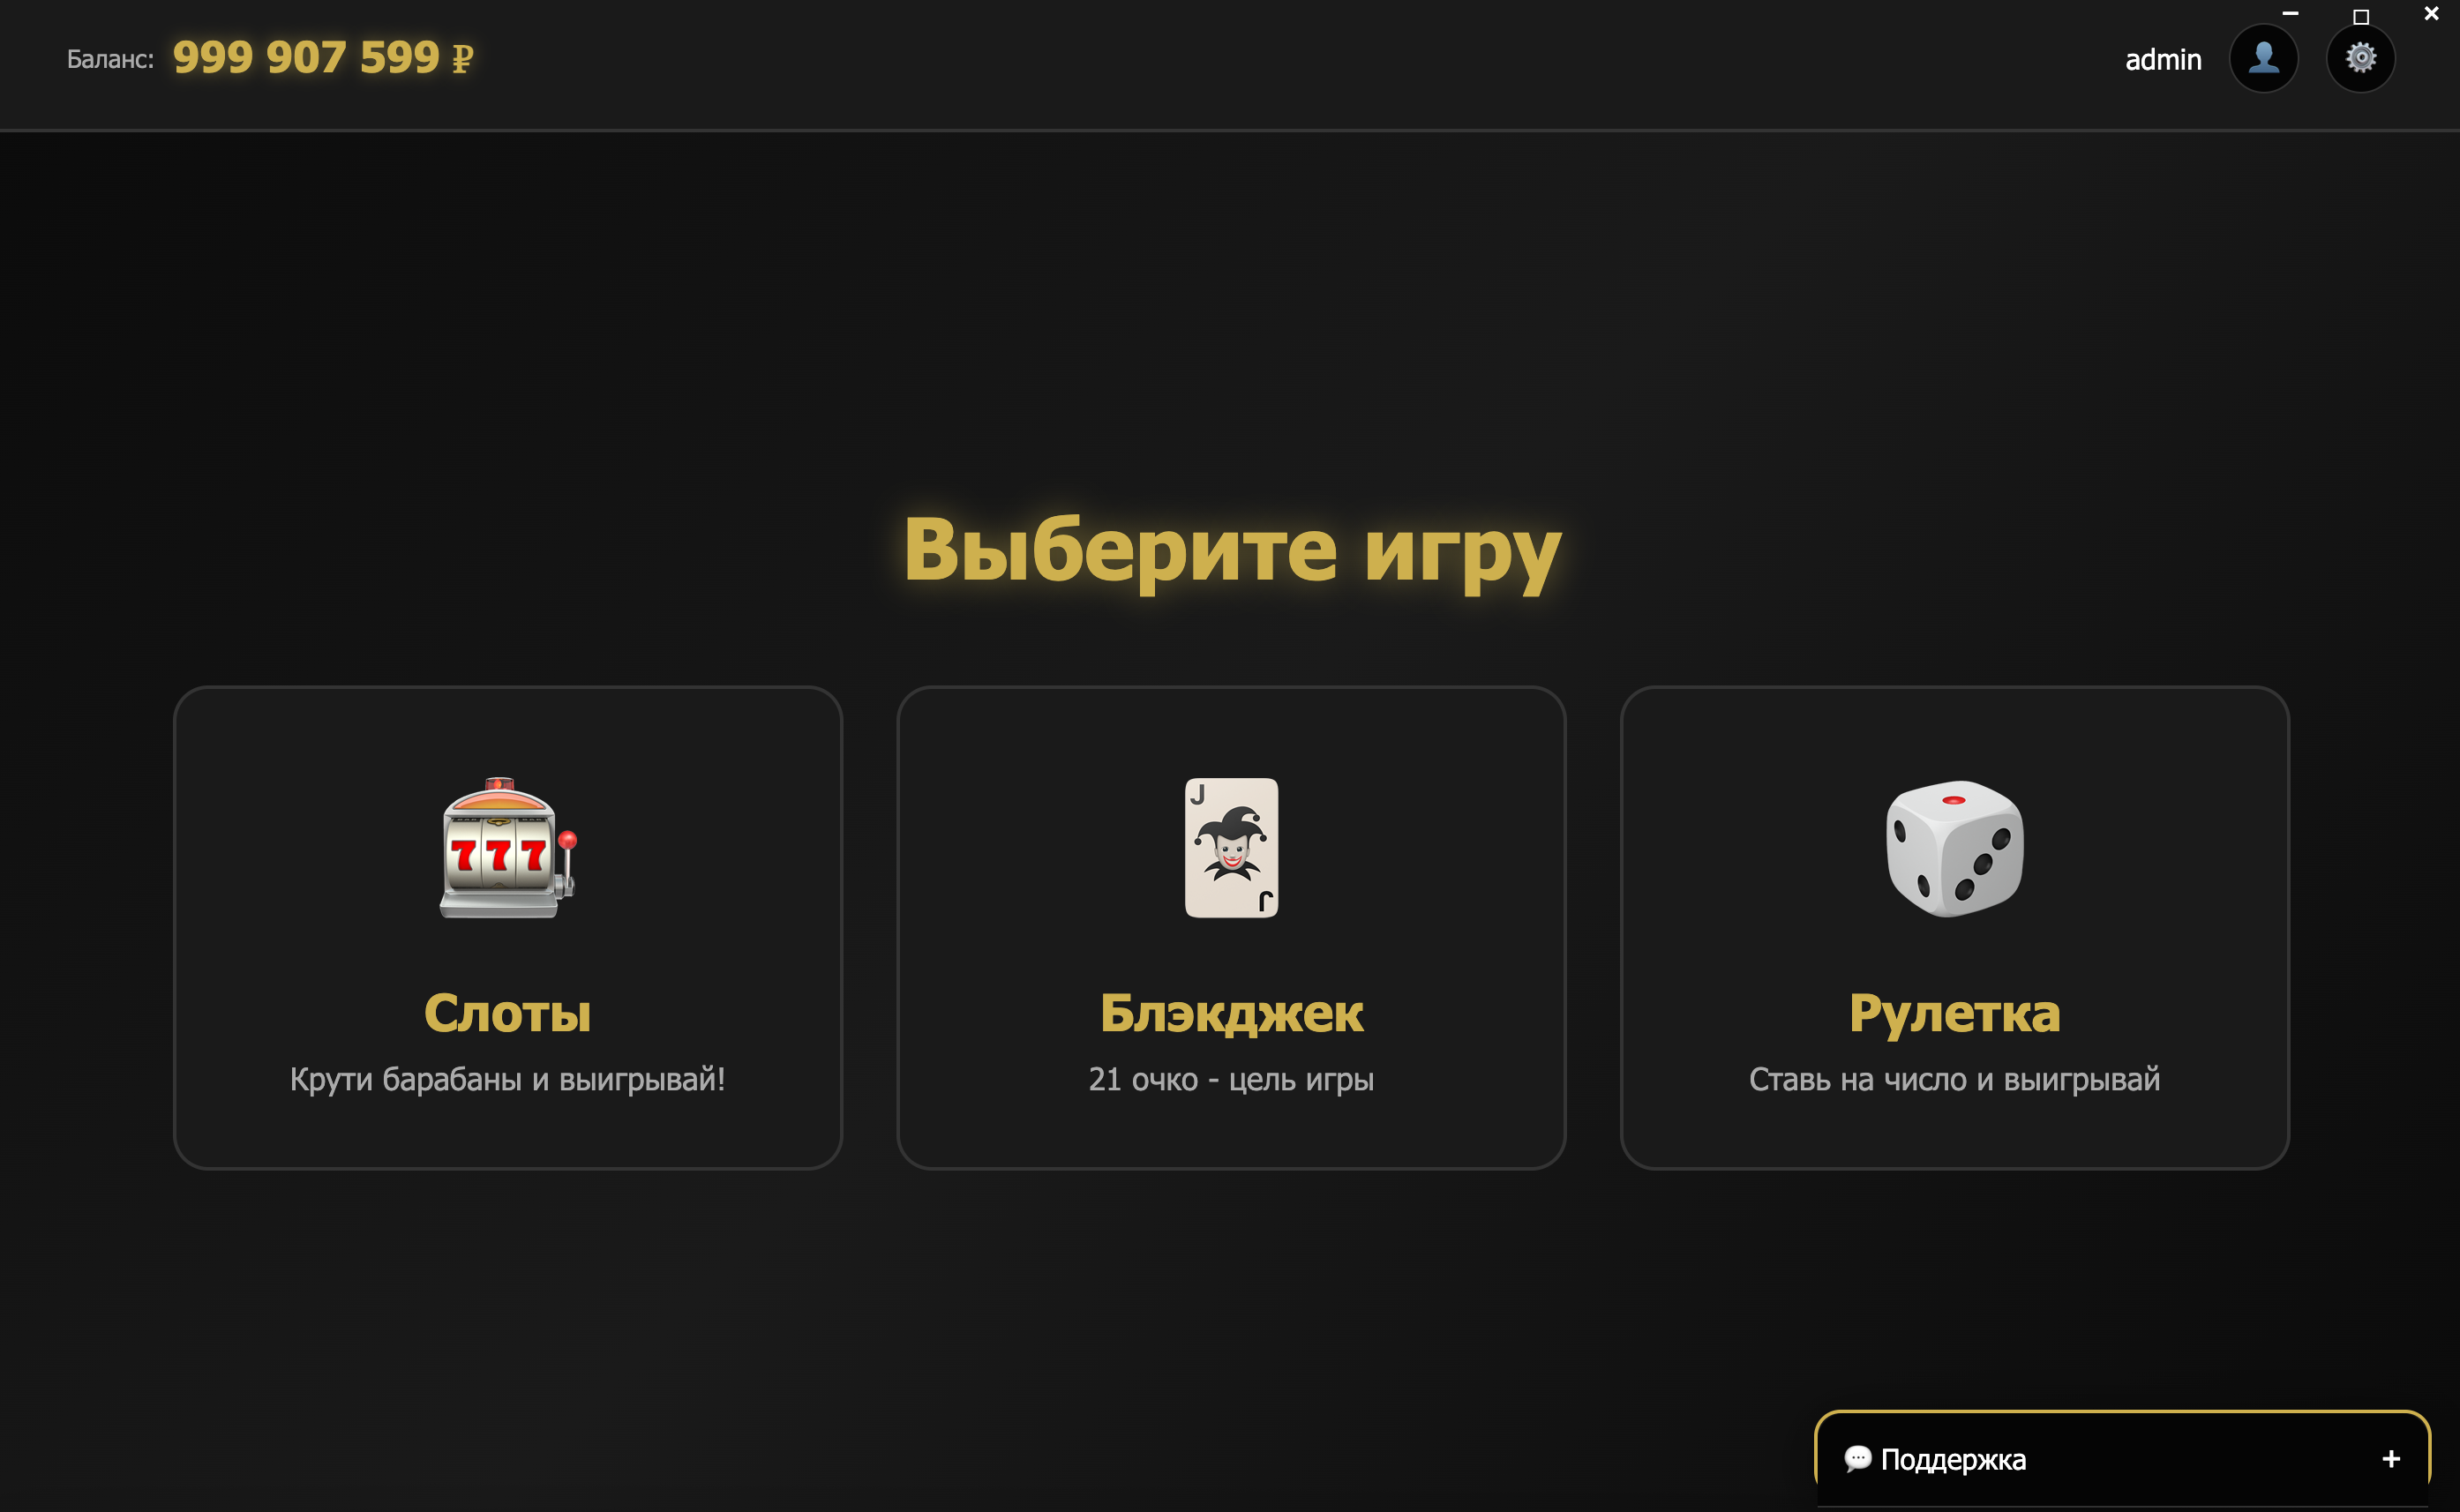 Баланс: 999 907 599 ₽
admin
Выберите игру
777
J
J
Слоты
Крути барабаны и выигрывай!
Блэкджек
21 очко - цель игры
Рулетка
Ставь на число и выигрывай
Поддержка +